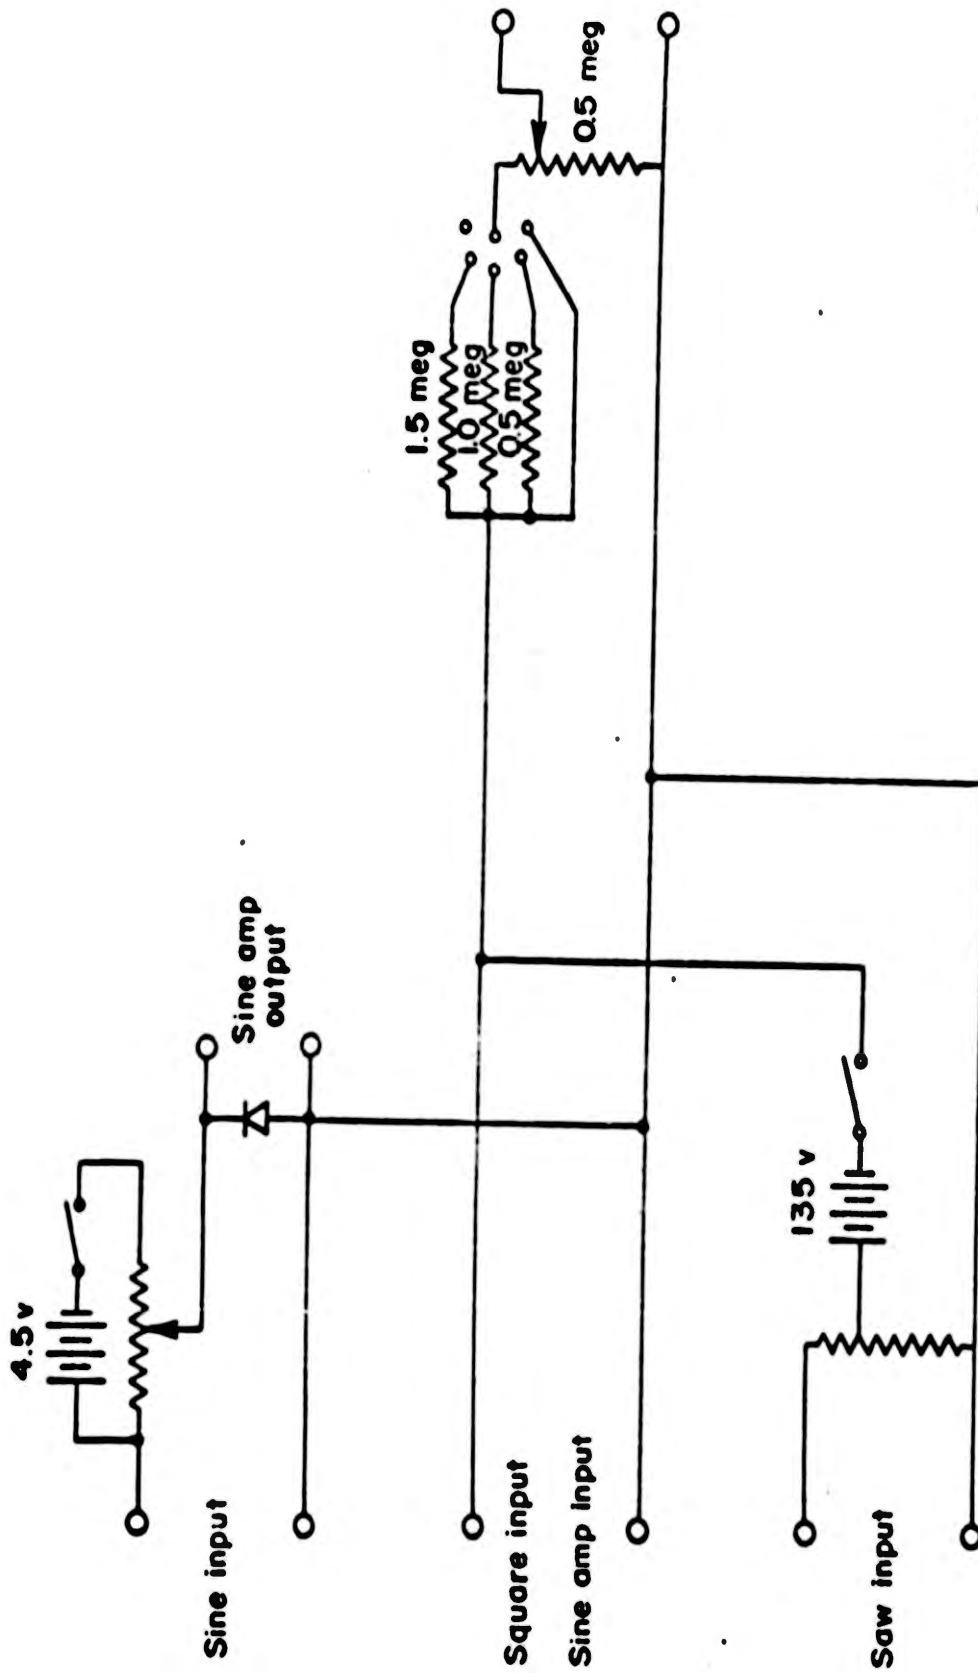 4.5 v
Sine input
Sine amp
output
Square input
Sine amp input
135 v
Saw input
1.5 meg
1.0 meg
0.5 meg
0.5 meg